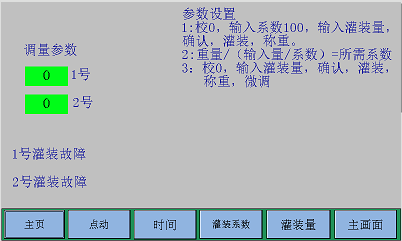 参数设置
1:校0，输入系数100，输入灌装量，
确认，灌装，称重。
2:重量/（输入量/系数）=所需系数
3：校0，输入灌装量，确认，灌装，
称重，微调
调量参数
0 1号
0 2号
1号灌装故障
2号灌装故障
主页 点动 时间 灌装系数 灌装量 主画面